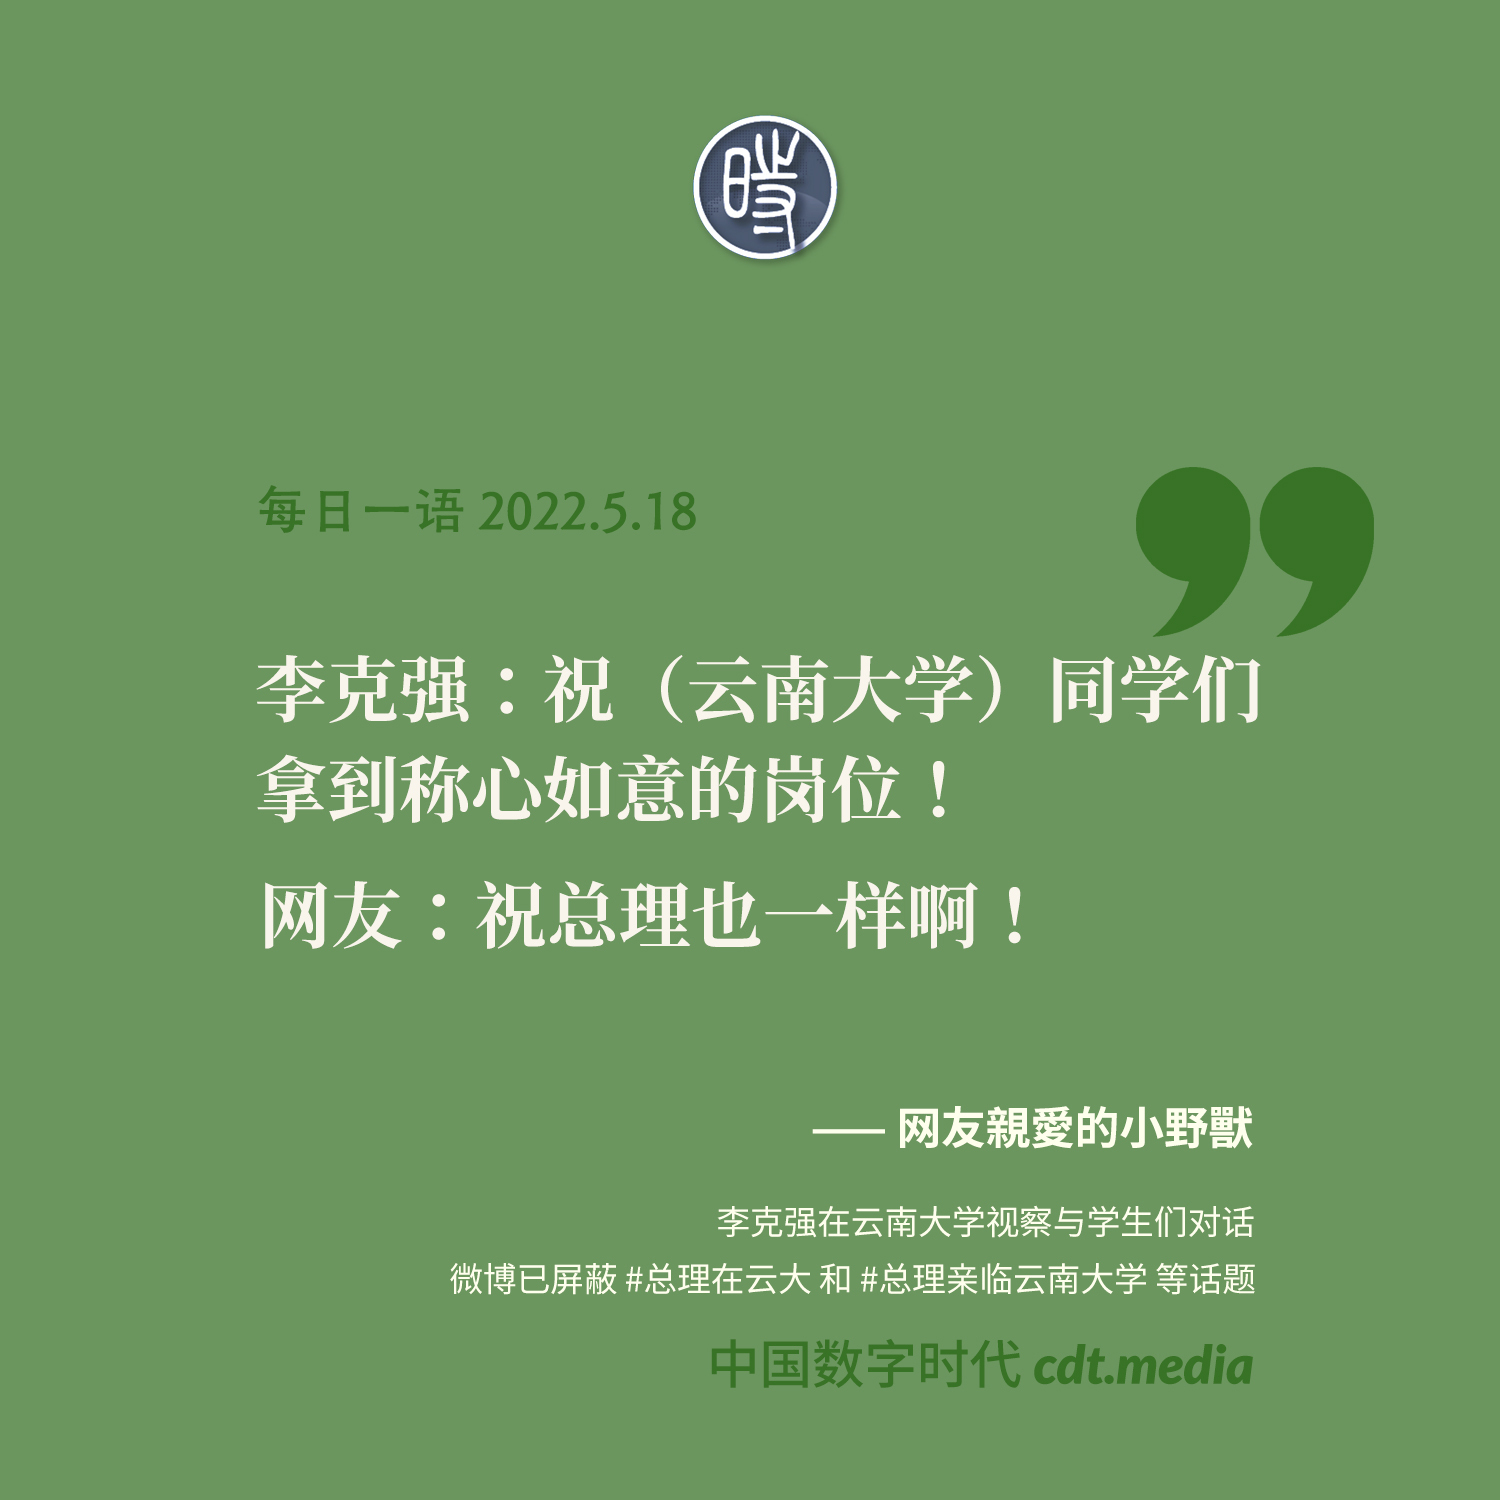 時
每日一语 2022.5.18
李克强：祝（云南大学）同学们
拿到称心如意的岗位！
网友：祝总理也一样啊！
—— 网友親愛的小野獸
李克强在云南大学视察与学生们对话
微博已屏蔽 #总理在云大 和 #总理亲临云南大学 等话题
中国数字时代 cdt.media